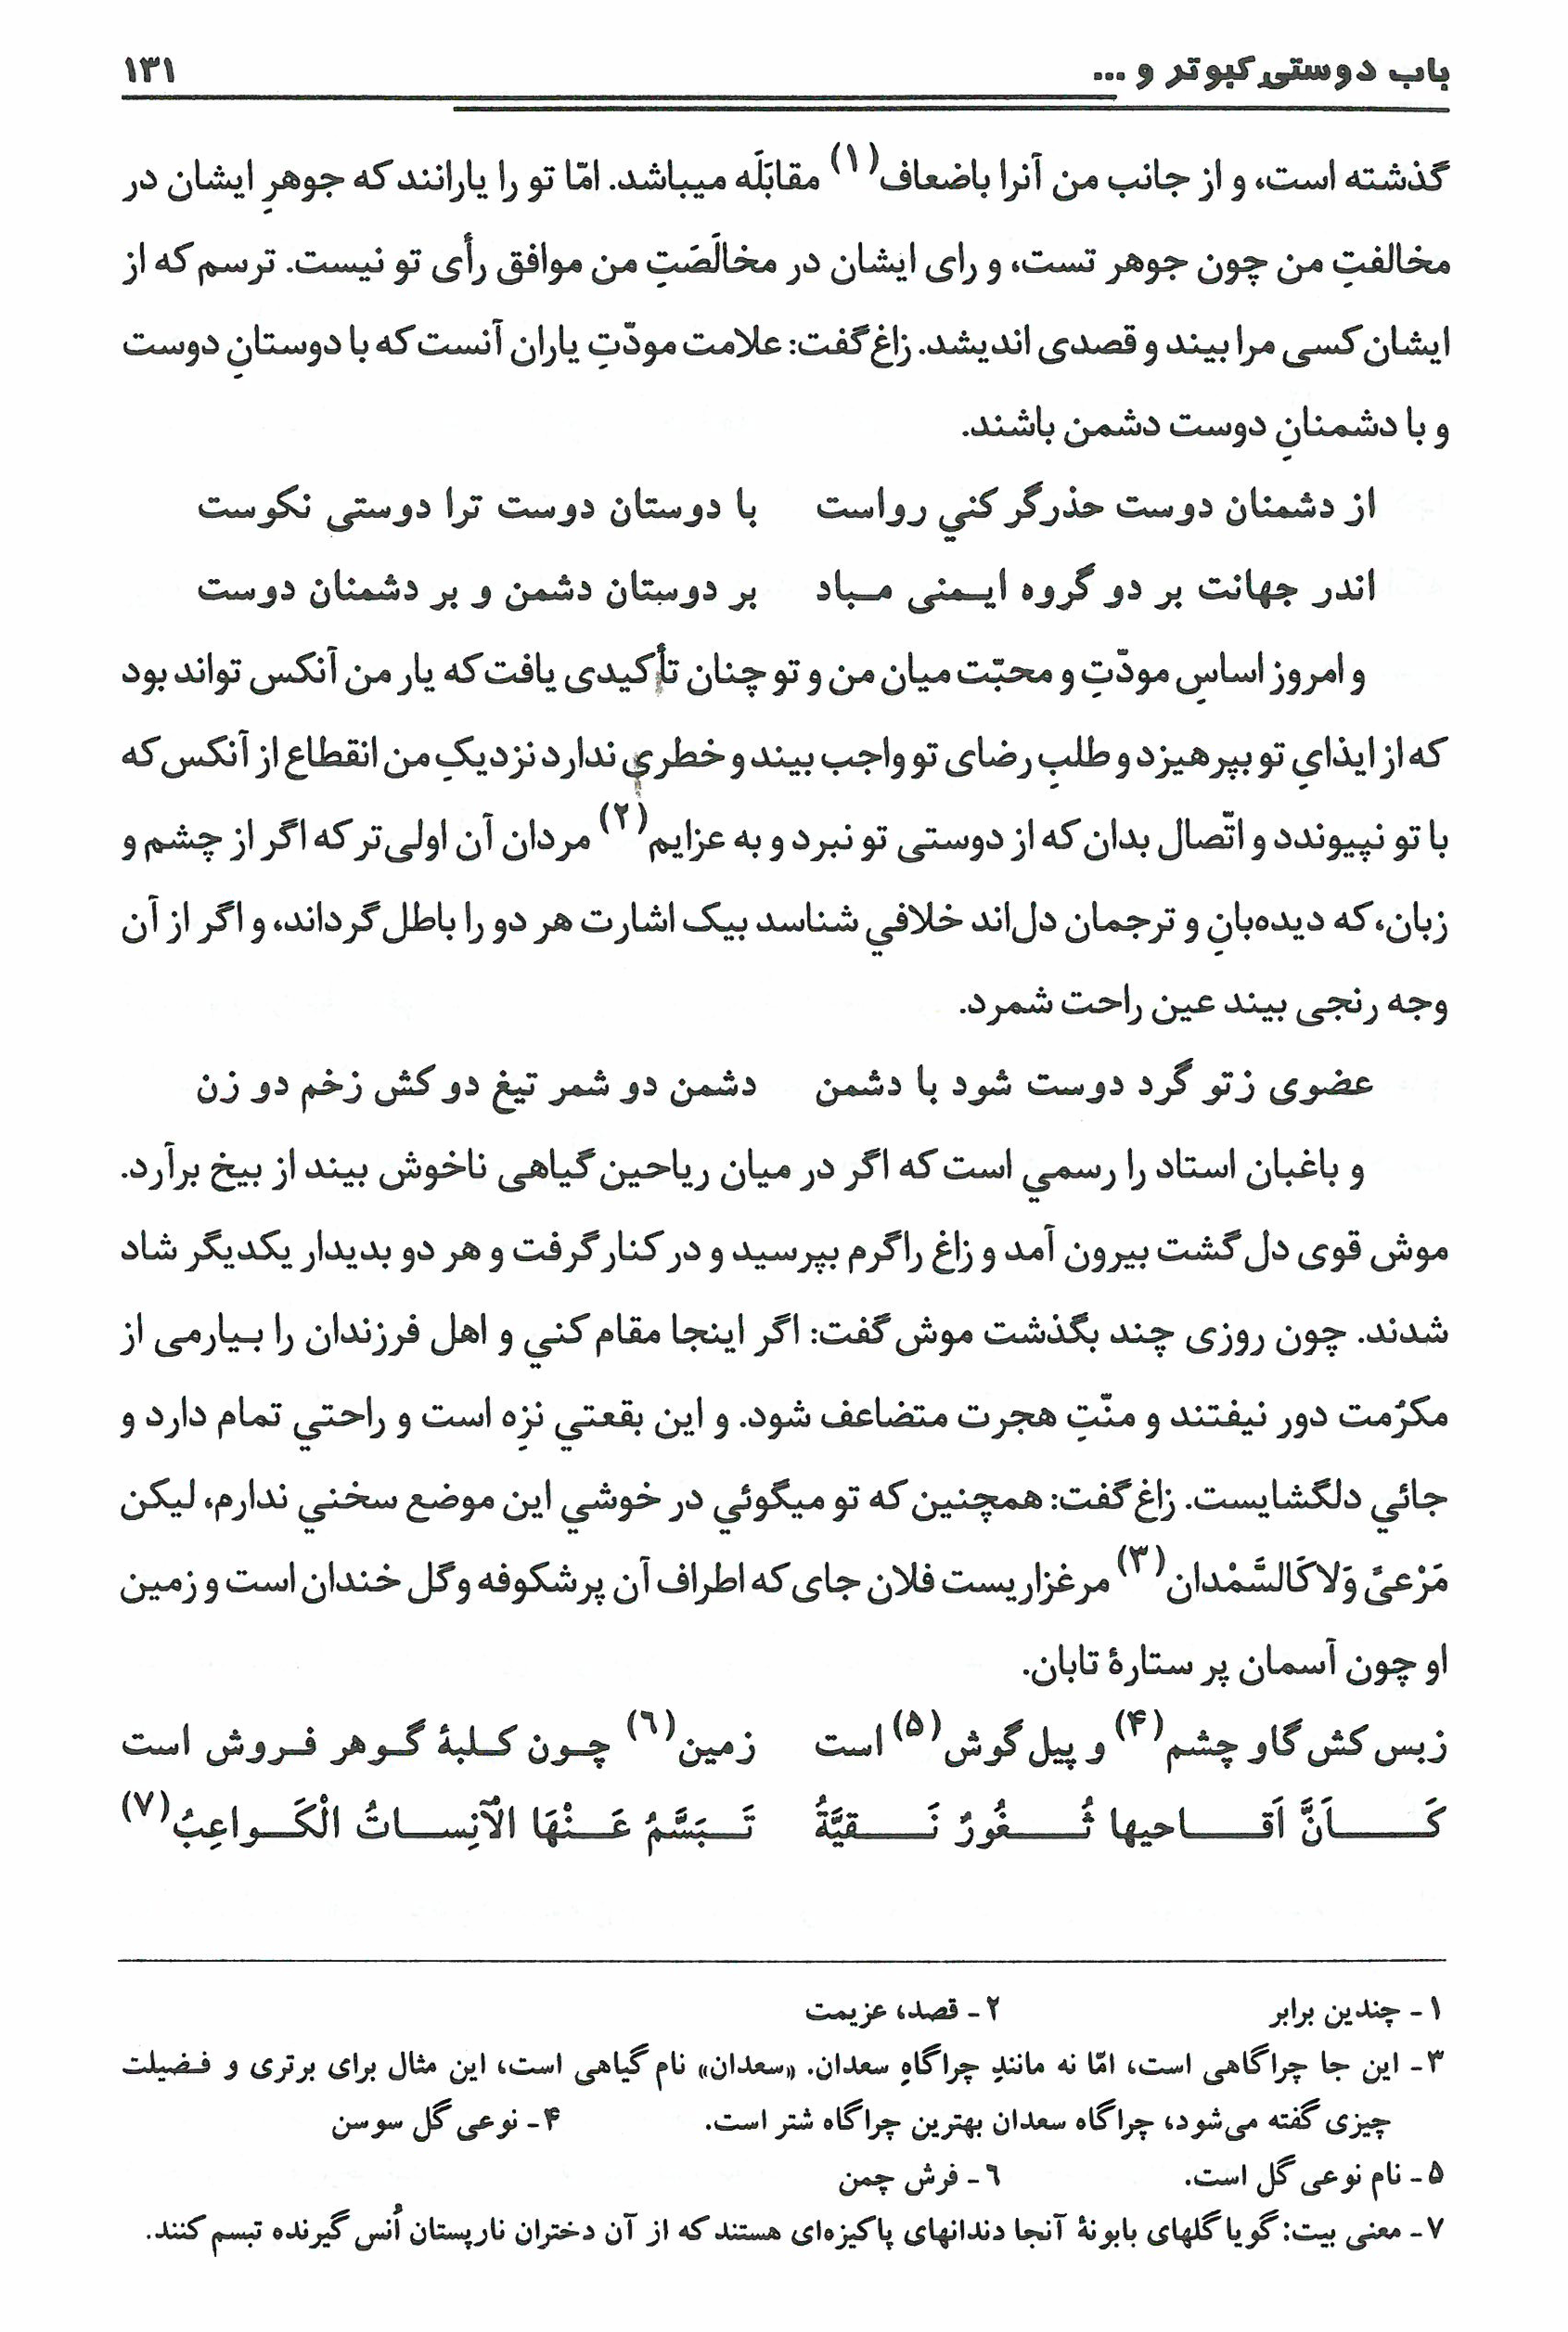 باب دوستی کبوتر و ... ۱۳۱
گذشته است، و از جانب من آنرا باضعاف(۱) مقابَلَه میباشد. امّا تو را یارانند که جوهرِ ایشان در
مخالفتِ من چون جوهر تست، و رای ایشان در مخالَصَتِ من موافق رأی تو نیست. ترسم که از
ایشان کسی مرا بیند و قصدی اندیشد. زاغ گفت: علامت مودّتِ یاران آنست که با دوستانِ دوست
و با دشمنانِ دوست دشمن باشند.
از دشمنان دوست حذرگر کني رواست با دوستان دوست ترا دوستی نکوست
اندر جهانت بر دو گروه ایمنی مباد بر دوستان دشمن و بر دشمنان دوست
و امروز اساسِ مودّتِ و محبّت میان من و تو چنان تأکیدی یافت که یار من آنکس تواند بود
که از ایذایِ تو بپرهیزد و طلبِ رضای تو واجب بیند و خطری ندارد نزدیکِ من انقطاع از آنکس که
با تو نپیوندد و اتّصال بدان که از دوستی تو نبرد و به عزایم(۲) مردان آن اولی‌تر که اگر از چشم و
زبان، که دیده‌بانِ و ترجمان دل‌اند خلافي شناسد بیک اشارت هر دو را باطل گرداند، و اگر از آن
وجه رنجی بیند عین راحت شمرد.
عضوی زتو گرد دوست شود با دشمن دشمن دو شمر تیغ دو کش زخم دو زن
و باغبان استاد را رسمي است که اگر در میان ریاحین گیاهی ناخوش بیند از بیخ برآرد.
موش قوی دل گشت بیرون آمد و زاغ را گرم بپرسید و در کنار گرفت و هر دو بدیدار یکدیگر شاد
شدند. چون روزی چند بگذشت موش گفت: اگر اینجا مقام کني و اهل فرزندان را بیارمی از
مکرُمت دور نیفتند و منّتِ هجرت متضاعف شود. و این بقعتي نزِه است و راحتي تمام دارد و
جائي دلگشایست. زاغ گفت: همچنین که تو میگوئي در خوشي این موضع سخني ندارم، لیکن
مَرْعیً وَلا کَالسَّمْدان(۳) مرغزاریست فلان جای که اطراف آن پر شکوفه و گل خندان است و زمین
او چون آسمان پر ستارۀ تابان.
زبس کش گاو چشم(۴) و پیل گوش(۵) است زمین(٦) چون کلبۀ گوهر فروش است
کَاَنَّ اَقاحیها ثُغُورٌ نَقیَّةُ تَبَسَّمُ عَنْهَا الْآنِساتُ الْکَواعِبُ(۷)
۱ - چندین برابر ۲ - قصد، عزیمت
۳ - این جا چراگاهی است، امّا نه مانندِ چراگاهِ سعدان. «سعدان» نام گیاهی است، این مثال برای برتری و فضیلت
چیزی گفته می‌شود، چراگاه سعدان بهترین چراگاه شتر است. ۴ - نوعی گل سوسن
۵ - نام نوعی گل است. ٦ - فرش چمن
۷ - معنی بیت: گویا گلهای بابونۀ آنجا دندانهای پاکیزه‌ای هستند که از آن دختران نارپستان اُنس گیرنده تبسم کنند.